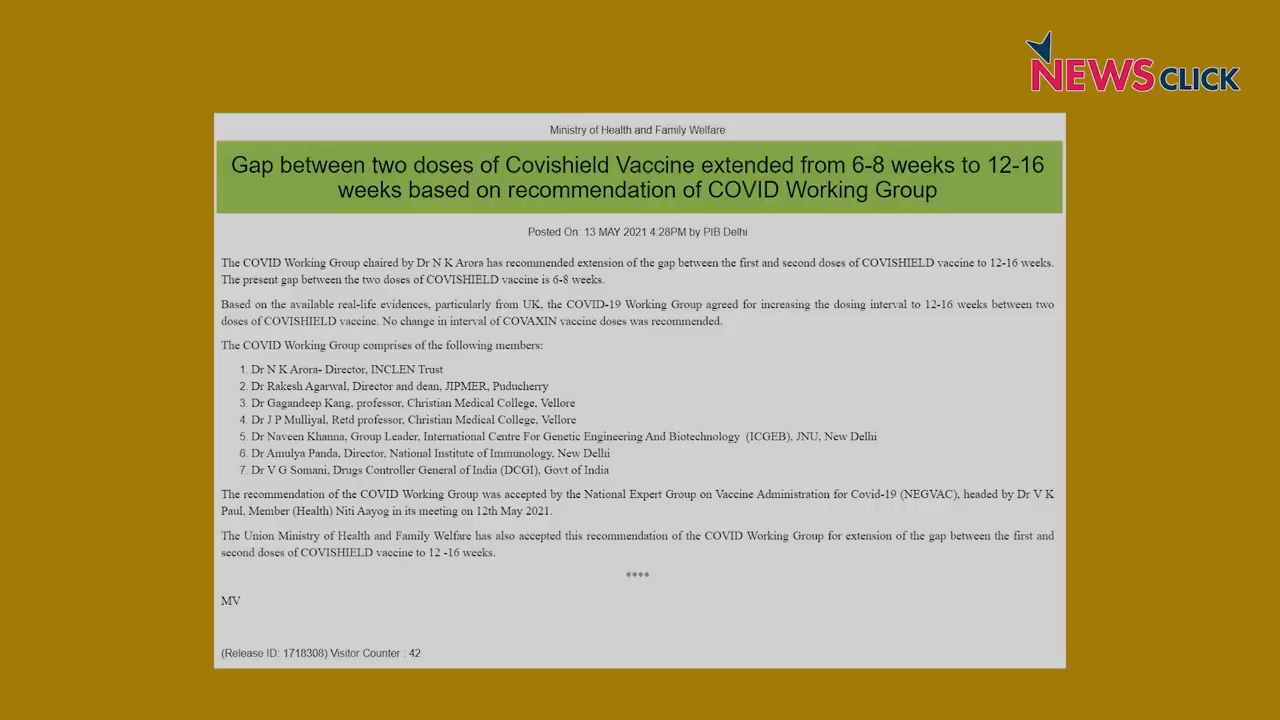 NEWSCLICK
Ministry of Health and Family Welfare
Gap between two doses of Covishield Vaccine extended from 6-8 weeks to 12-16
weeks based on recommendation of COVID Working Group
Posted On: 13 MAY 2021 4:28PM by PIB Delhi
The COVID Working Group chaired by Dr N K Arora has recommended extension of the gap between the first and second doses of COVISHIELD vaccine to 12-16 weeks.
The present gap between the two doses of COVISHIELD vaccine is 6-8 weeks.
Based on the available real-life evidences, particularly from UK, the COVID-19 Working Group agreed for increasing the dosing interval to 12-16 weeks between two
doses of COVISHIELD vaccine. No change in interval of COVAXIN vaccine doses was recommended.
The COVID Working Group comprises of the following members:
1. Dr N K Arora- Director, INCLEN Trust
2. Dr Rakesh Agarwal, Director and dean, JIPMER, Puducherry
3. Dr Gagandeep Kang, professor, Christian Medical College, Vellore
4. Dr J P Mulliyal, Retd professor, Christian Medical College, Vellore
5. Dr Naveen Khanna, Group Leader, International Centre For Genetic Engineering And Biotechnology (ICGEB), JNU, New Delhi
6. Dr Amulya Panda, Director, National Institute of Immunology, New Delhi
7. Dr V G Somani, Drugs Controller General of India (DCGI), Govt of India
The recommendation of the COVID Working Group was accepted by the National Expert Group on Vaccine Administration for Covid-19 (NEGVAC), headed by Dr V K
Paul, Member (Health) Niti Aayog in its meeting on 12th May 2021.
The Union Ministry of Health and Family Welfare has also accepted this recommendation of the COVID Working Group for extension of the gap between the first and
second doses of COVISHIELD vaccine to 12 -16 weeks.
****
MV
(Release ID: 1718308) Visitor Counter : 42